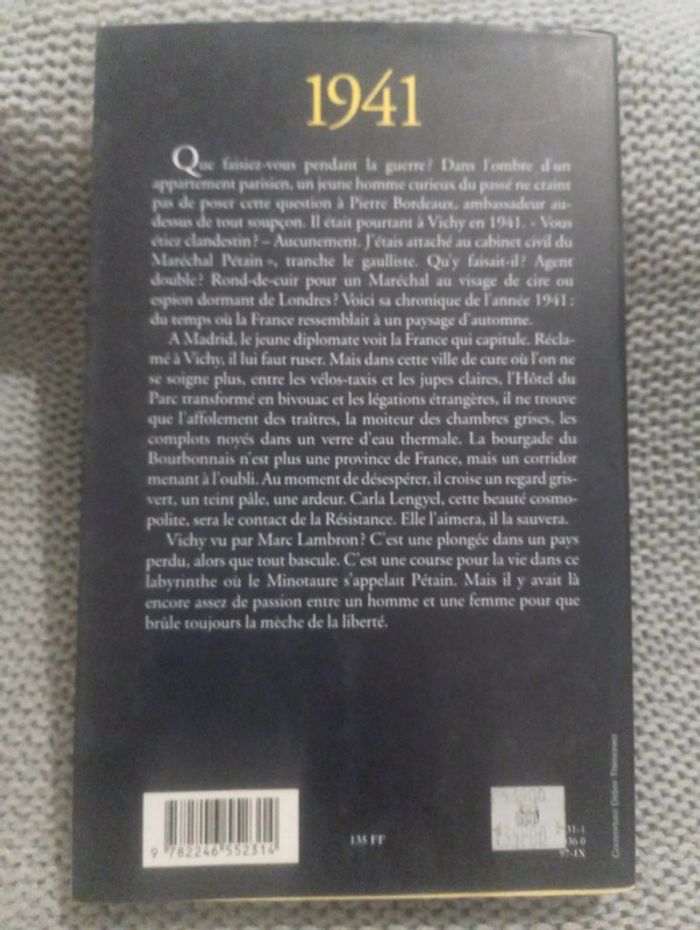 1941
Que faisiez-vous pendant la guerre? Dans l'ombre d'un
appartement parisien, un jeune homme curieux du passé ne craint
pas de poser cette question à Pierre Bordeaux, ambassadeur au-
dessus de tout soupçon. Il était pourtant à Vichy en 1941. « Vous
étiez clandestin? – Aucunement. J'étais attaché au cabinet civil du
Maréchal Pétain », tranche le gaulliste. Qu'y faisait-il? Agent
double? Rond-de-cuir pour un Maréchal au visage de cire ou
espion dormant de Londres? Voici sa chronique de l'année 1941 :
du temps où la France ressemblait à un paysage d'automne.
A Madrid, le jeune diplomate voit la France qui capitule. Récla-
mé à Vichy, il lui faut ruser. Mais dans cette ville de cure où l'on ne
se soigne plus, entre les vélos-taxis et les jupes claires, l'Hôtel du
Parc transformé en bivouac et les légations étrangères, il ne trouve
que l'affolement des traîtres, la moiteur des chambres grises, les
complots noyés dans un verre d'eau thermale. La bourgade du
Bourbonnais n'est plus une province de France, mais un corridor
menant à l'oubli. Au moment de désespérer, il croise un regard gris-
vert, un teint pâle, une ardeur. Carla Lengyel, cette beauté cosmo-
polite, sera le contact de la Résistance. Elle l'aimera, il la sauvera.
Vichy vu par Marc Lambron? C'est une plongée dans un pays
perdu, alors que tout bascule. C'est une course pour la vie dans ce
labyrinthe où le Minotaure s'appelait Pétain. Mais il y avait là
encore assez de passion entre un homme et une femme pour que
brûle toujours la mèche de la liberté.
9 782246 552314
135 FF
31-1
36 0
97-IX
Couverture: Didier Thimonier